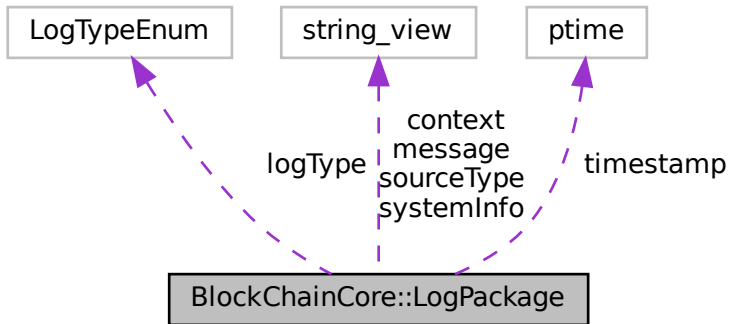 LogTypeEnum
string_view
ptime
logType
context
message
sourceType
systemInfo
timestamp
BlockChainCore::LogPackage